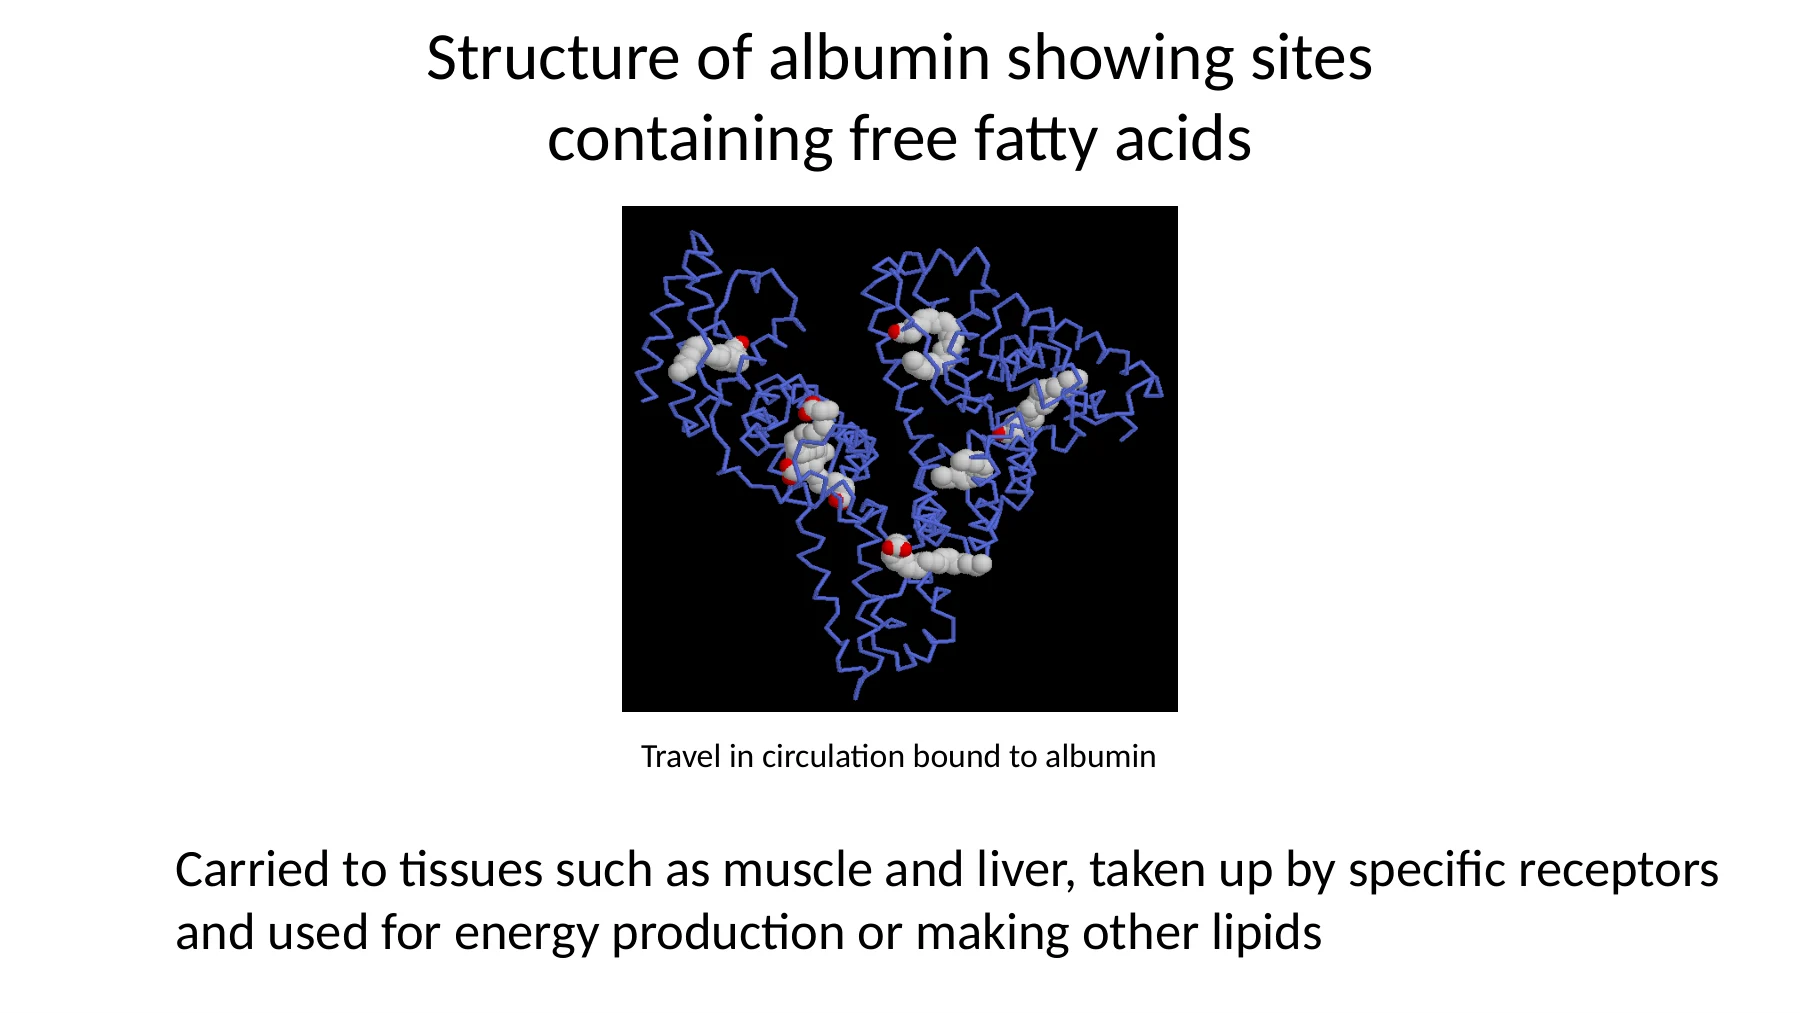 Structure of albumin showing sites
containing free fatty acids
Travel in circulation bound to albumin
Carried to tissues such as muscle and liver, taken up by specific receptors
and used for energy production or making other lipids